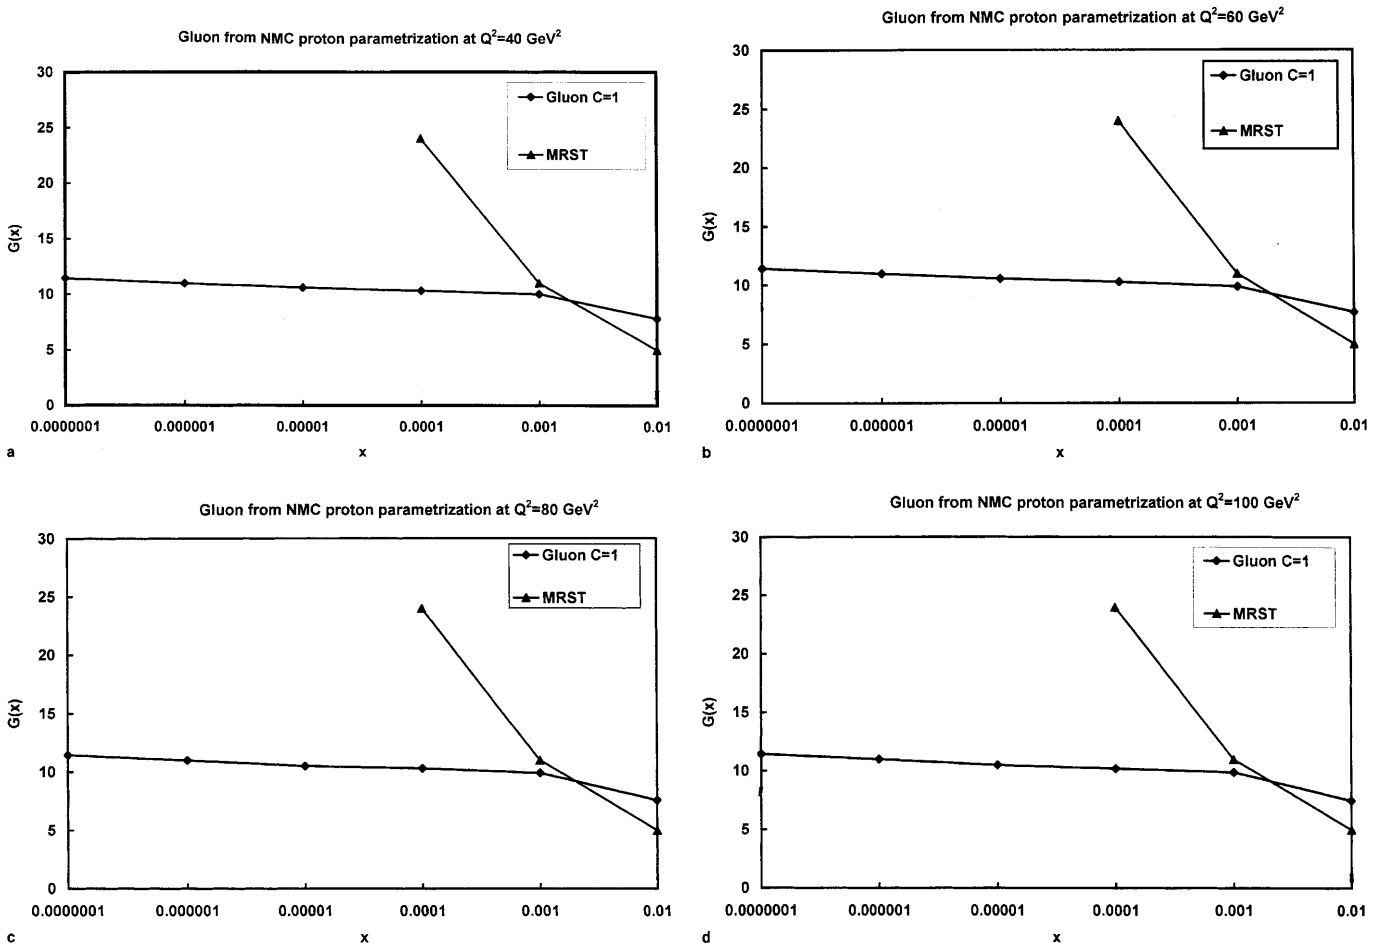 Gluon from NMC proton parametrization at Q²=40 GeV²
30
25
20
15
10
5
0
G(x)
Gluon C=1
MRST
0.0000001 0.000001 0.00001 0.0001 0.001 0.01
a x
Gluon from NMC proton parametrization at Q²=60 GeV²
30
25
20
15
10
5
0
G(x)
Gluon C=1
MRST
0.0000001 0.000001 0.00001 0.0001 0.001 0.01
b x
Gluon from NMC proton parametrization at Q²=80 GeV²
30
25
20
15
10
5
0
G(x)
Gluon C=1
MRST
0.0000001 0.000001 0.00001 0.0001 0.001 0.01
c x
Gluon from NMC proton parametrization at Q²=100 GeV²
30
25
20
15
10
5
0
G(x)
Gluon C=1
MRST
0.0000001 0.000001 0.00001 0.0001 0.001 0.01
d x